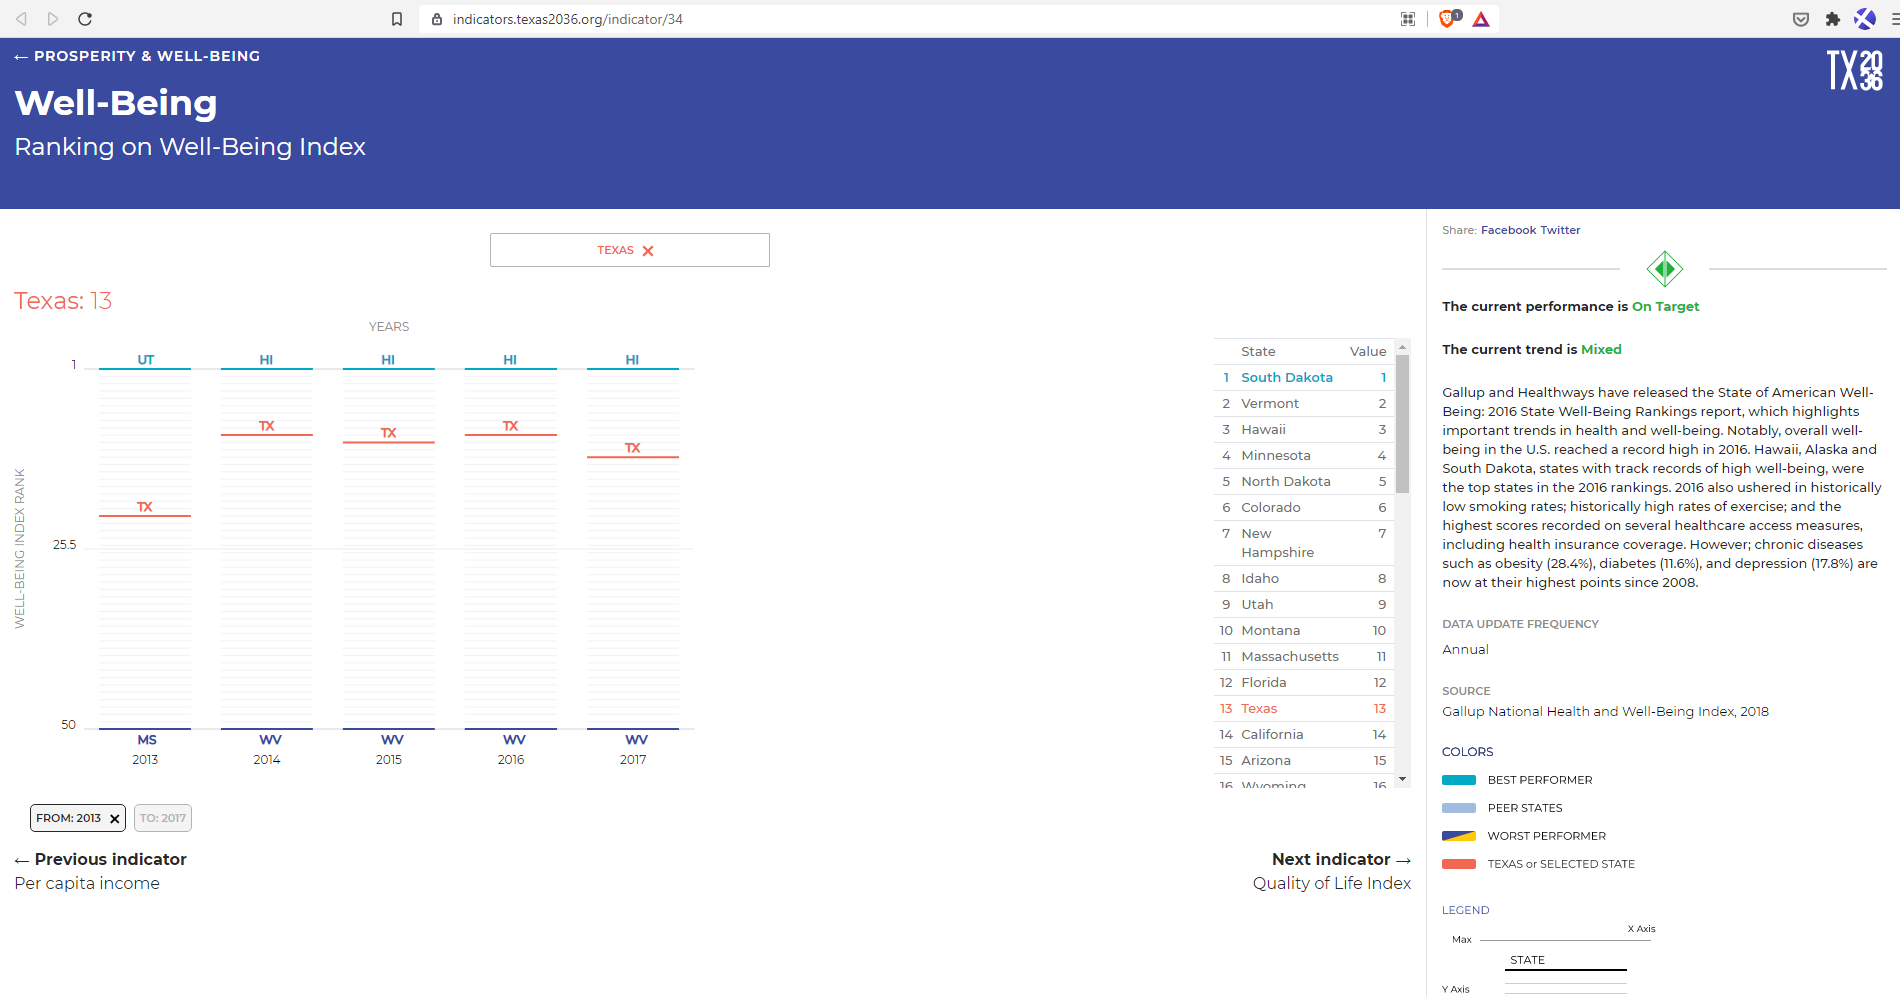 indicators.texas2036.org/indicator/34
1
← PROSPERITY & WELL-BEING
TX 20 36
Well-Being
Ranking on Well-Being Index
TEXAS ✕
Texas: 13
YEARS
WELL-BEING INDEX RANK
1
25.5
50
UT HI HI HI HI
TX TX TX TX TX
MS WV WV WV WV
2013 2014 2015 2016 2017
FROM: 2013 ✕ TO: 2017
← Previous indicator
Per capita income
State Value
1 South Dakota 1
2 Vermont 2
3 Hawaii 3
4 Minnesota 4
5 North Dakota 5
6 Colorado 6
7 New Hampshire 7
8 Idaho 8
9 Utah 9
10 Montana 10
11 Massachusetts 11
12 Florida 12
13 Texas 13
14 California 14
15 Arizona 15
16 Wyoming 16
Next indicator →
Quality of Life Index
Share: Facebook Twitter
The current performance is On Target
The current trend is Mixed
Gallup and Healthways have released the State of American Well-
Being: 2016 State Well-Being Rankings report, which highlights
important trends in health and well-being. Notably, overall well-
being in the U.S. reached a record high in 2016. Hawaii, Alaska and
South Dakota, states with track records of high well-being, were
the top states in the 2016 rankings. 2016 also ushered in historically
low smoking rates; historically high rates of exercise; and the
highest scores recorded on several healthcare access measures,
including health insurance coverage. However; chronic diseases
such as obesity (28.4%), diabetes (11.6%), and depression (17.8%) are
now at their highest points since 2008.
DATA UPDATE FREQUENCY
Annual
SOURCE
Gallup National Health and Well-Being Index, 2018
COLORS
BEST PERFORMER
PEER STATES
WORST PERFORMER
TEXAS or SELECTED STATE
LEGEND
X Axis
Max
STATE
Y Axis